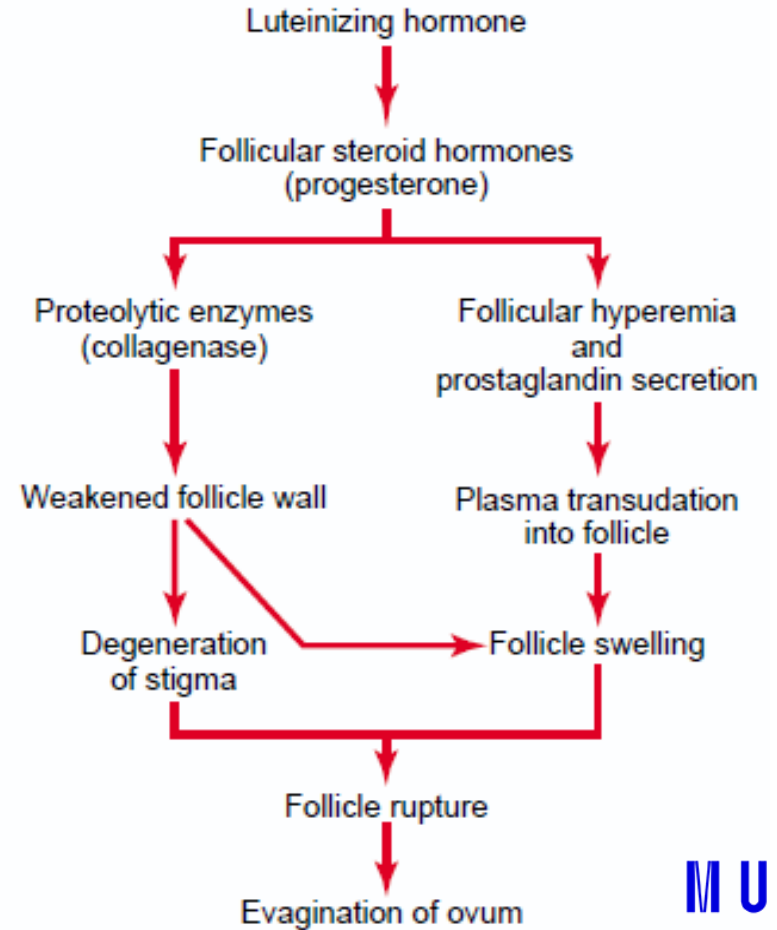 Luteinizing hormone
Follicular steroid hormones
(progesterone)
Proteolytic enzymes
(collagenase)
Follicular hyperemia
and
prostaglandin secretion
Weakened follicle wall
Plasma transudation
into follicle
Degeneration
of stigma
Follicle swelling
Follicle rupture
Evagination of ovum
M U